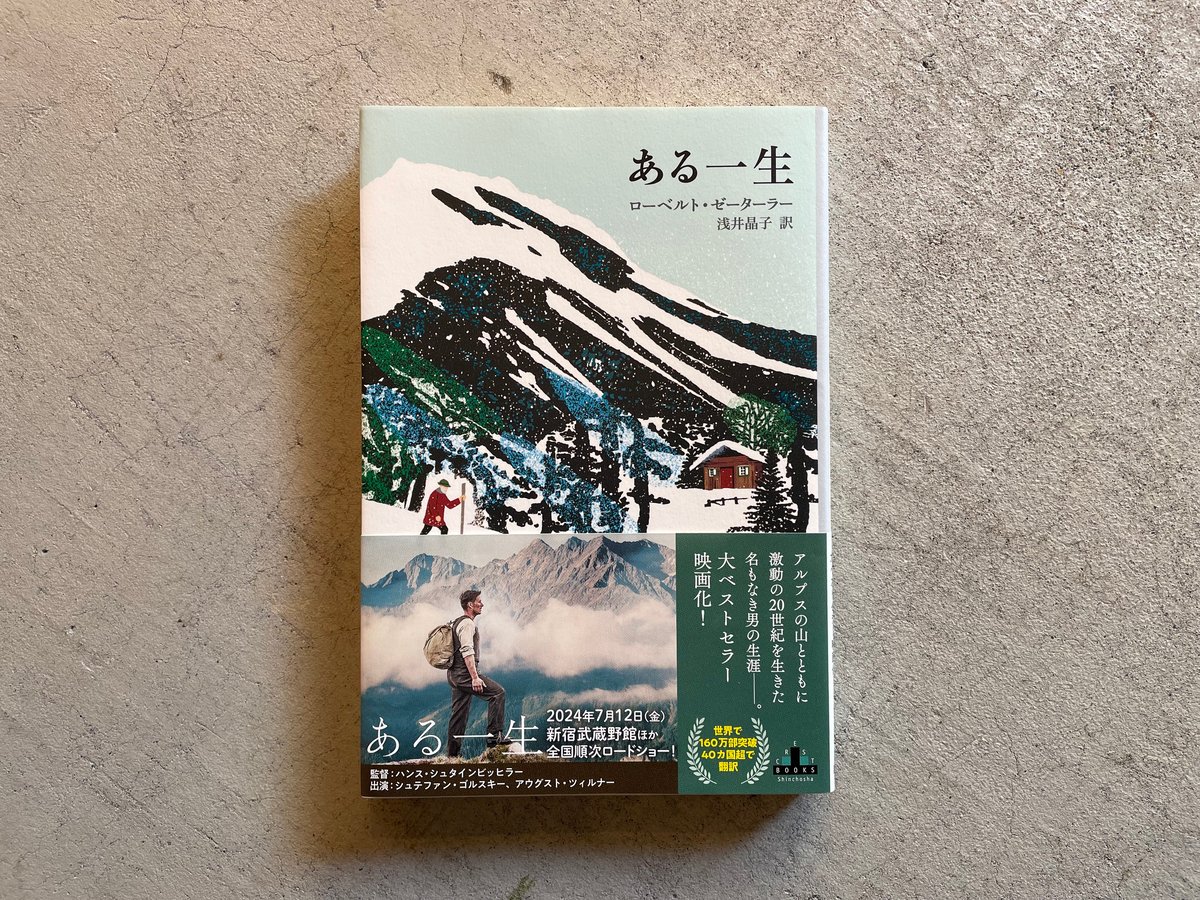 ある一生
ローベルト・ゼーターラー
浅井晶子 訳
アルプスの山とともに
激動の20世紀を生きた
名もなき男の生涯――。
大ベストセラー
映画化!
ある一生
2024年7月12日(金)
新宿武蔵野館ほか
全国順次ロードショー!
監督:ハンス・シュタインビッヒラー
出演:シュテファン・ゴルスキー、アウグスト・ツィルナー
世界で
160万部突破
40カ国超で
翻訳
CREST
BOOKS
Shinchosha